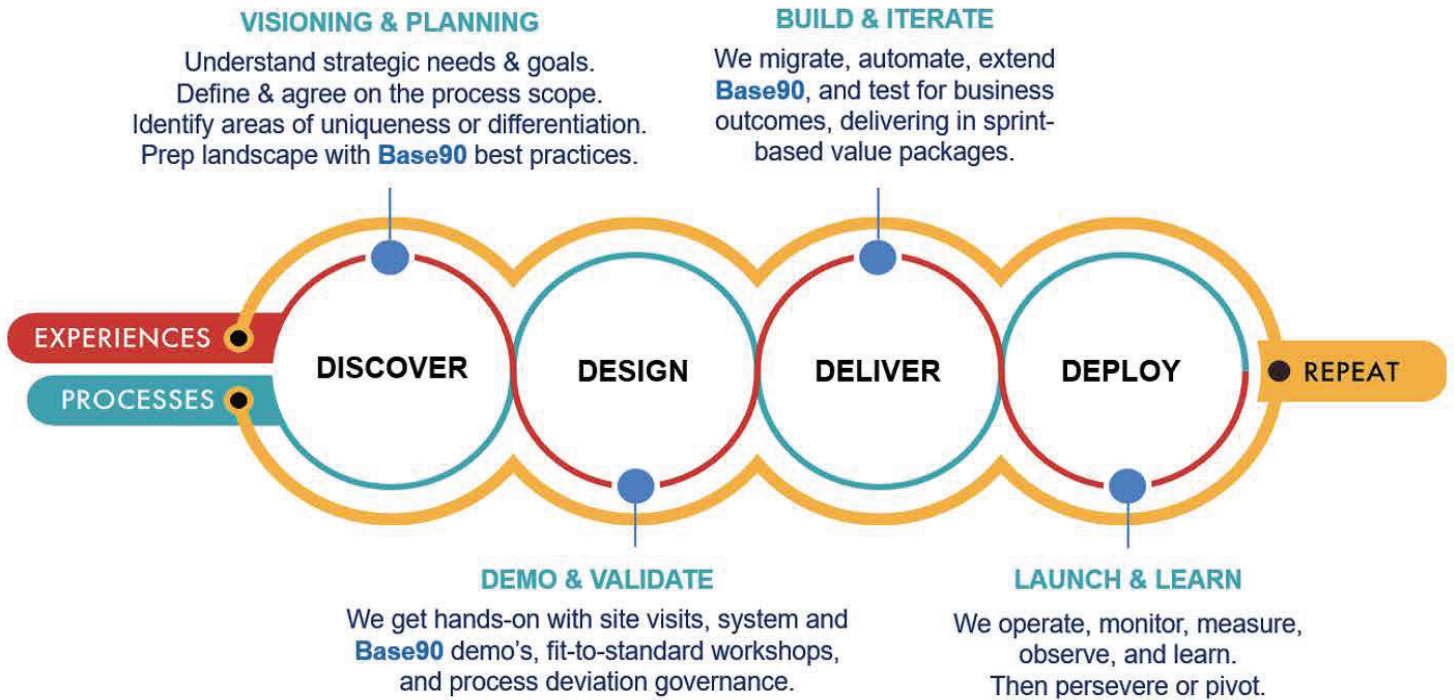 VISIONING & PLANNING
Understand strategic needs & goals.
Define & agree on the process scope.
Identify areas of uniqueness or differentiation.
Prep landscape with Base90 best practices.
BUILD & ITERATE
We migrate, automate, extend
Base90, and test for business
outcomes, delivering in sprint-
based value packages.
EXPERIENCES
PROCESSES
DISCOVER
DESIGN
DELIVER
DEPLOY
REPEAT
DEMO & VALIDATE
We get hands-on with site visits, system and
Base90 demo's, fit-to-standard workshops,
and process deviation governance.
LAUNCH & LEARN
We operate, monitor, measure,
observe, and learn.
Then persevere or pivot.